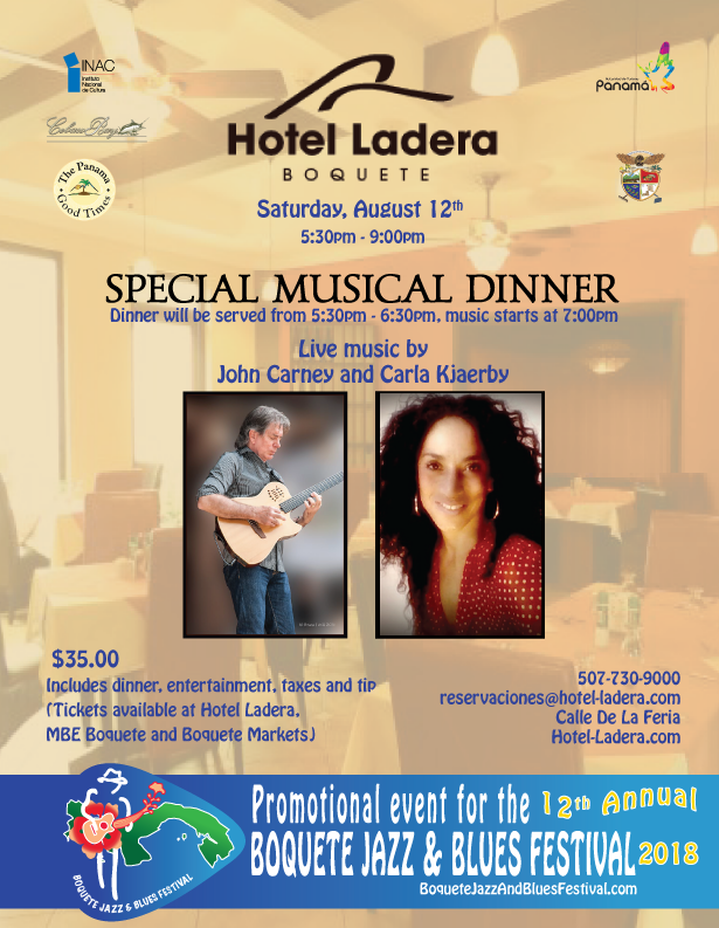 INAC
Instituto
Nacional
de Cultura
Panamá
The Panama
Good Times
Hotel Ladera
BOQUETE
Saturday, August 12th
5:30pm - 9:00pm
SPECIAL MUSICAL DINNER
Dinner will be served from 5:30pm - 6:30pm, music starts at 7:00pm
Live music by
John Carney and Carla Kjaerby
$35.00
Includes dinner, entertainment, taxes and tip
(Tickets available at Hotel Ladera,
MBE Boquete and Boquete Markets)
507-730-9000
reservaciones@hotel-ladera.com
Calle De La Feria
Hotel-Ladera.com
Promotional event for the 12th Annual
BOQUETE JAZZ & BLUES FESTIVAL 2018
BoqueteJazzAndBluesFestival.com
BOQUETE JAZZ & BLUES FESTIVAL